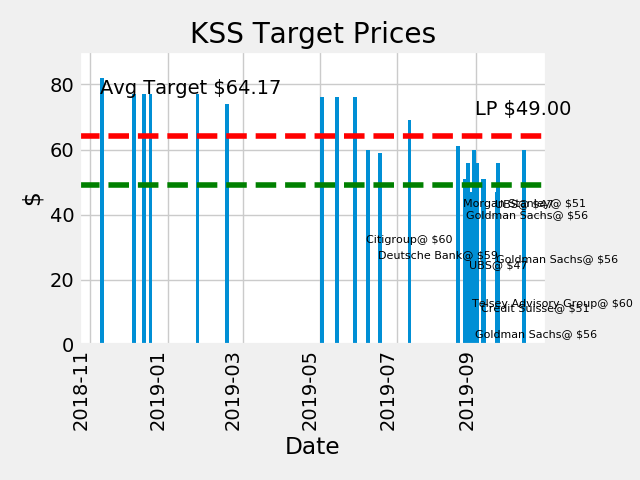 KSS Target Prices
Avg Target $64.17
LP $49.00
80
60
40
20
0
$
Morgan Stanley@ $51
UBS@ $47
Goldman Sachs@ $56
Citigroup@ $60
Deutsche Bank@ $59
Goldman Sachs@ $56
UBS@ $47
Telsey Advisory Group@ $60
Credit Suisse@ $51
Goldman Sachs@ $56
2018-11
2019-01
2019-03
2019-05
2019-07
2019-09
Date